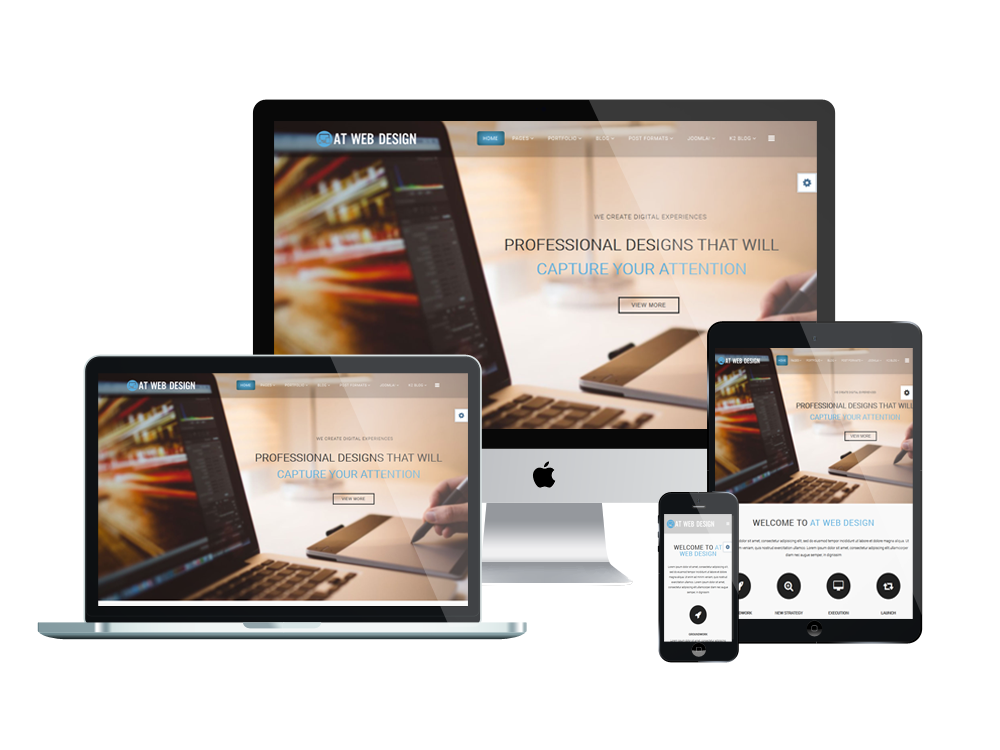 AT WEB DESIGN
HOME PAGES PORTFOLIO BLOG POST FORMATS JOOMLA! K2 BLOG
WE CREATE DIGITAL EXPERIENCES
PROFESSIONAL DESIGNS THAT WILL
CAPTURE YOUR ATTENTION
VIEW MORE
AT WEB DESIGN
HOME PAGES PORTFOLIO BLOG POST FORMATS JOOMLA! K2 BLOG
WE CREATE DIGITAL EXPERIENCES
PROFESSIONAL DESIGNS THAT WILL
CAPTURE YOUR ATTENTION
VIEW MORE
AT WEB DESIGN
HOME
PROFESSIONAL DESIGNS THAT WILL
CAPTURE YOUR ATTENTION
VIEW MORE
WELCOME TO AT WEB DESIGN
NEW STRATEGY
EXECUTION
LAUNCH
AT WEB DESIGN
WELCOME TO AT
WEB DESIGN